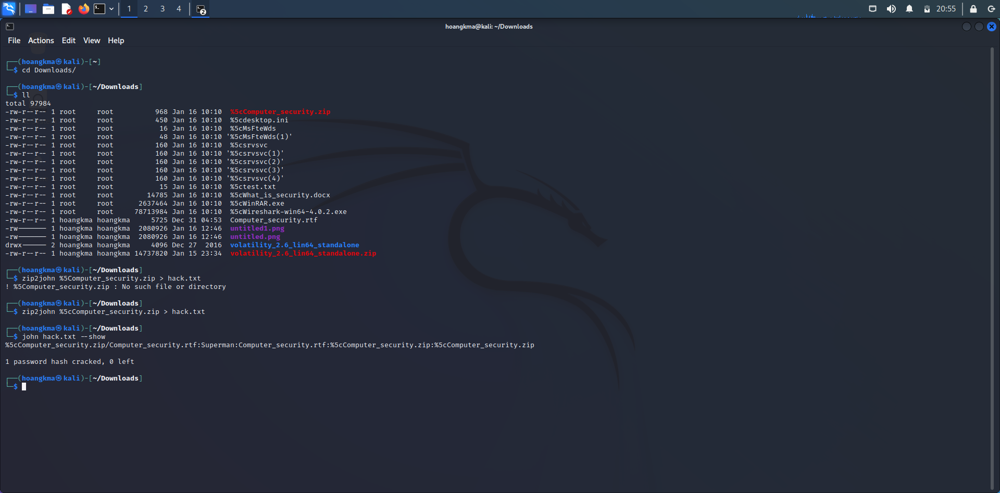 1 2 3 4 2 20:55
hoangkma@kali: ~/Downloads
File Actions Edit View Help
┌──(hoangkma㉿kali)-[~]
└─$ cd Downloads/
┌──(hoangkma㉿kali)-[~/Downloads]
└─$ ll
total 97984
-rw-r--r-- 1 root     root          968 Jan 16 10:10  %5cComputer_security.zip
-rw-r--r-- 1 root     root          450 Jan 16 10:10  %5cdesktop.ini
-rw-r--r-- 1 root     root           16 Jan 16 10:10  %5cMsFteWds
-rw-r--r-- 1 root     root           48 Jan 16 10:10 '%5cMsFteWds(1)'
-rw-r--r-- 1 root     root          160 Jan 16 10:10  %5csrvsvc
-rw-r--r-- 1 root     root          160 Jan 16 10:10 '%5csrvsvc(1)'
-rw-r--r-- 1 root     root          160 Jan 16 10:10 '%5csrvsvc(2)'
-rw-r--r-- 1 root     root          160 Jan 16 10:10 '%5csrvsvc(3)'
-rw-r--r-- 1 root     root          160 Jan 16 10:10 '%5csrvsvc(4)'
-rw-r--r-- 1 root     root           15 Jan 16 10:10  %5ctest.txt
-rw-r--r-- 1 root     root        14785 Jan 16 10:10  %5cWhat_is_security.docx
-rw-r--r-- 1 root     root      2637464 Jan 16 10:10  %5cWinRAR.exe
-rw-r--r-- 1 root     root     78713984 Jan 16 10:10  %5cWireshark-win64-4.0.2.exe
-rw-r--r-- 1 hoangkma hoangkma     5725 Dec 31 04:53  Computer_security.rtf
-rw------- 1 hoangkma hoangkma  2080926 Jan 16 12:46  untitled1.png
-rw------- 1 hoangkma hoangkma  2080926 Jan 16 12:46  untitled.png
drwx------ 2 hoangkma hoangkma     4096 Dec 27  2016  volatility_2.6_lin64_standalone
-rw-r--r-- 1 hoangkma hoangkma 14737820 Jan 15 23:34  volatility_2.6_lin64_standalone.zip
┌──(hoangkma㉿kali)-[~/Downloads]
└─$ zip2john %5Computer_security.zip > hack.txt
! %5Computer_security.zip : No such file or directory
┌──(hoangkma㉿kali)-[~/Downloads]
└─$ zip2john %5cComputer_security.zip > hack.txt
┌──(hoangkma㉿kali)-[~/Downloads]
└─$ john hack.txt --show
%5cComputer_security.zip/Computer_security.rtf:Superman:Computer_security.rtf:%5cComputer_security.zip:%5cComputer_security.zip
1 password hash cracked, 0 left
┌──(hoangkma㉿kali)-[~/Downloads]
└─$